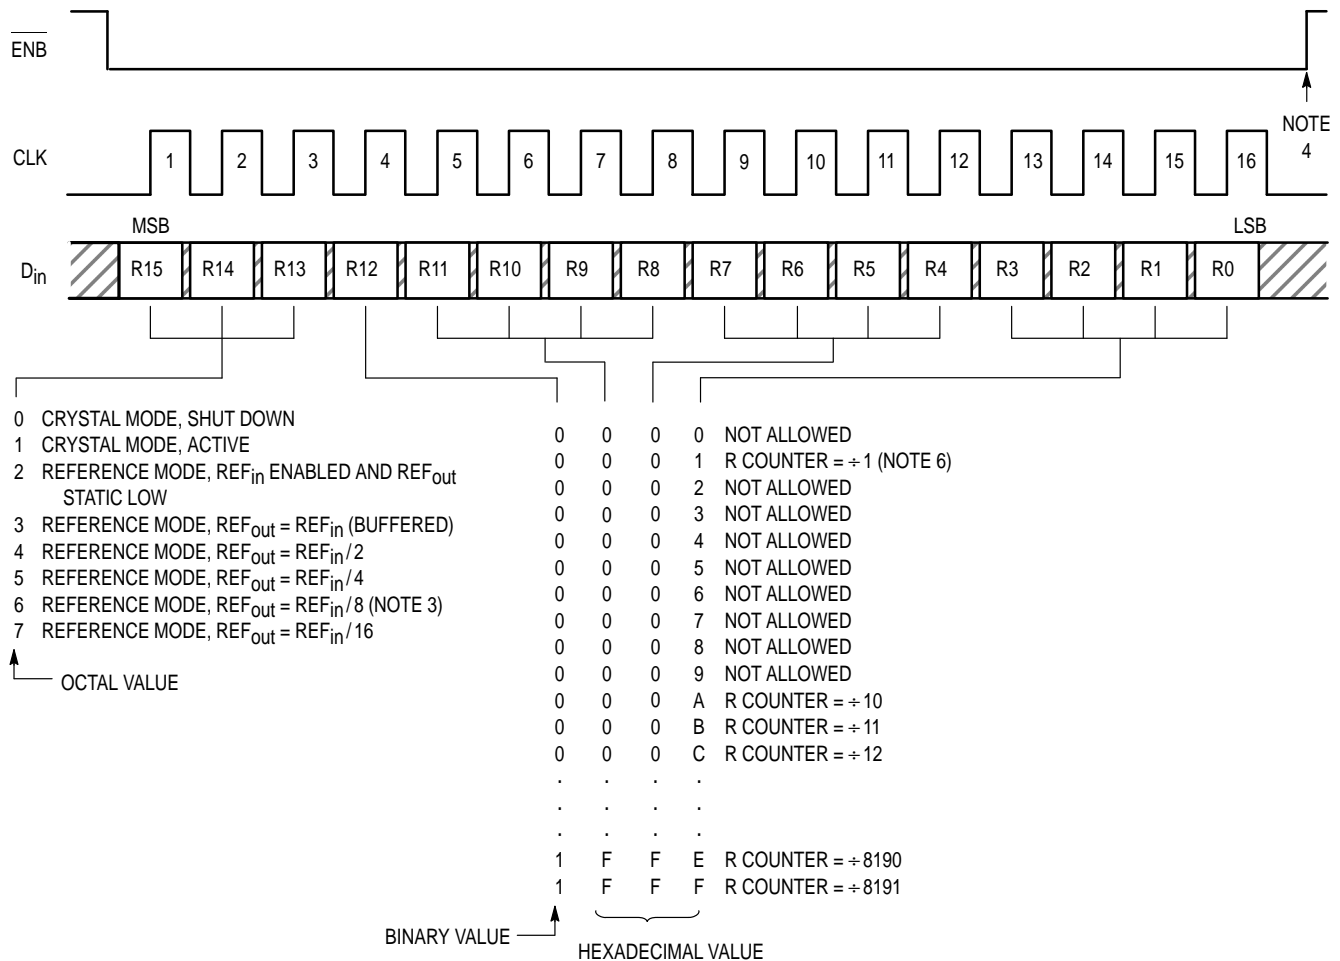 ENB
NOTE
4
CLK 1 2 3 4 5 6 7 8 9 10 11 12 13 14 15 16
MSB LSB
Din R15 R14 R13 R12 R11 R10 R9 R8 R7 R6 R5 R4 R3 R2 R1 R0
0 CRYSTAL MODE, SHUT DOWN
1 CRYSTAL MODE, ACTIVE
2 REFERENCE MODE, REFin ENABLED AND REFout
STATIC LOW
3 REFERENCE MODE, REFout = REFin (BUFFERED)
4 REFERENCE MODE, REFout = REFin/2
5 REFERENCE MODE, REFout = REFin/4
6 REFERENCE MODE, REFout = REFin/8 (NOTE 3)
7 REFERENCE MODE, REFout = REFin/16
OCTAL VALUE
0 0 0 0 NOT ALLOWED
0 0 0 1 R COUNTER = ÷1 (NOTE 6)
0 0 0 2 NOT ALLOWED
0 0 0 3 NOT ALLOWED
0 0 0 4 NOT ALLOWED
0 0 0 5 NOT ALLOWED
0 0 0 6 NOT ALLOWED
0 0 0 7 NOT ALLOWED
0 0 0 8 NOT ALLOWED
0 0 0 9 NOT ALLOWED
0 0 0 A R COUNTER = ÷10
0 0 0 B R COUNTER = ÷11
0 0 0 C R COUNTER = ÷12
. . . .
. . . .
. . . .
1 F F E R COUNTER = ÷8190
1 F F F R COUNTER = ÷8191
BINARY VALUE
HEXADECIMAL VALUE